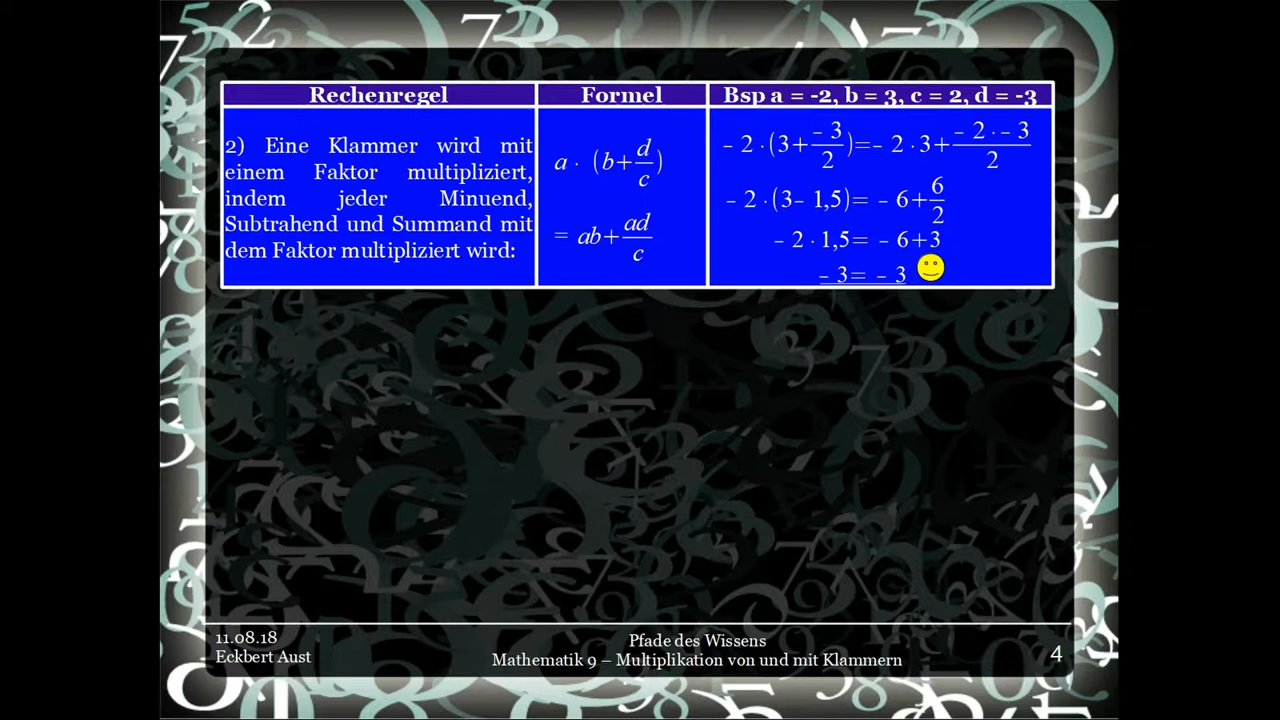 Rechenregel
Formel
Bsp a = -2, b = 3, c = 2, d = -3
2) Eine Klammer wird mit
einem Faktor multipliziert,
indem jeder Minuend,
Subtrahend und Summand mit
dem Faktor multipliziert wird:
a · (b+d/c)
= ab+ad/c
– 2 · (3+– 3/2)=– 2 · 3+– 2 · – 3/2
– 2 · (3– 1,5)= – 6+6/2
– 2 · 1,5= – 6+3
– 3= – 3
11.08.18
Eckbert Aust
Pfade des Wissens
Mathematik 9 – Multiplikation von und mit Klammern
4